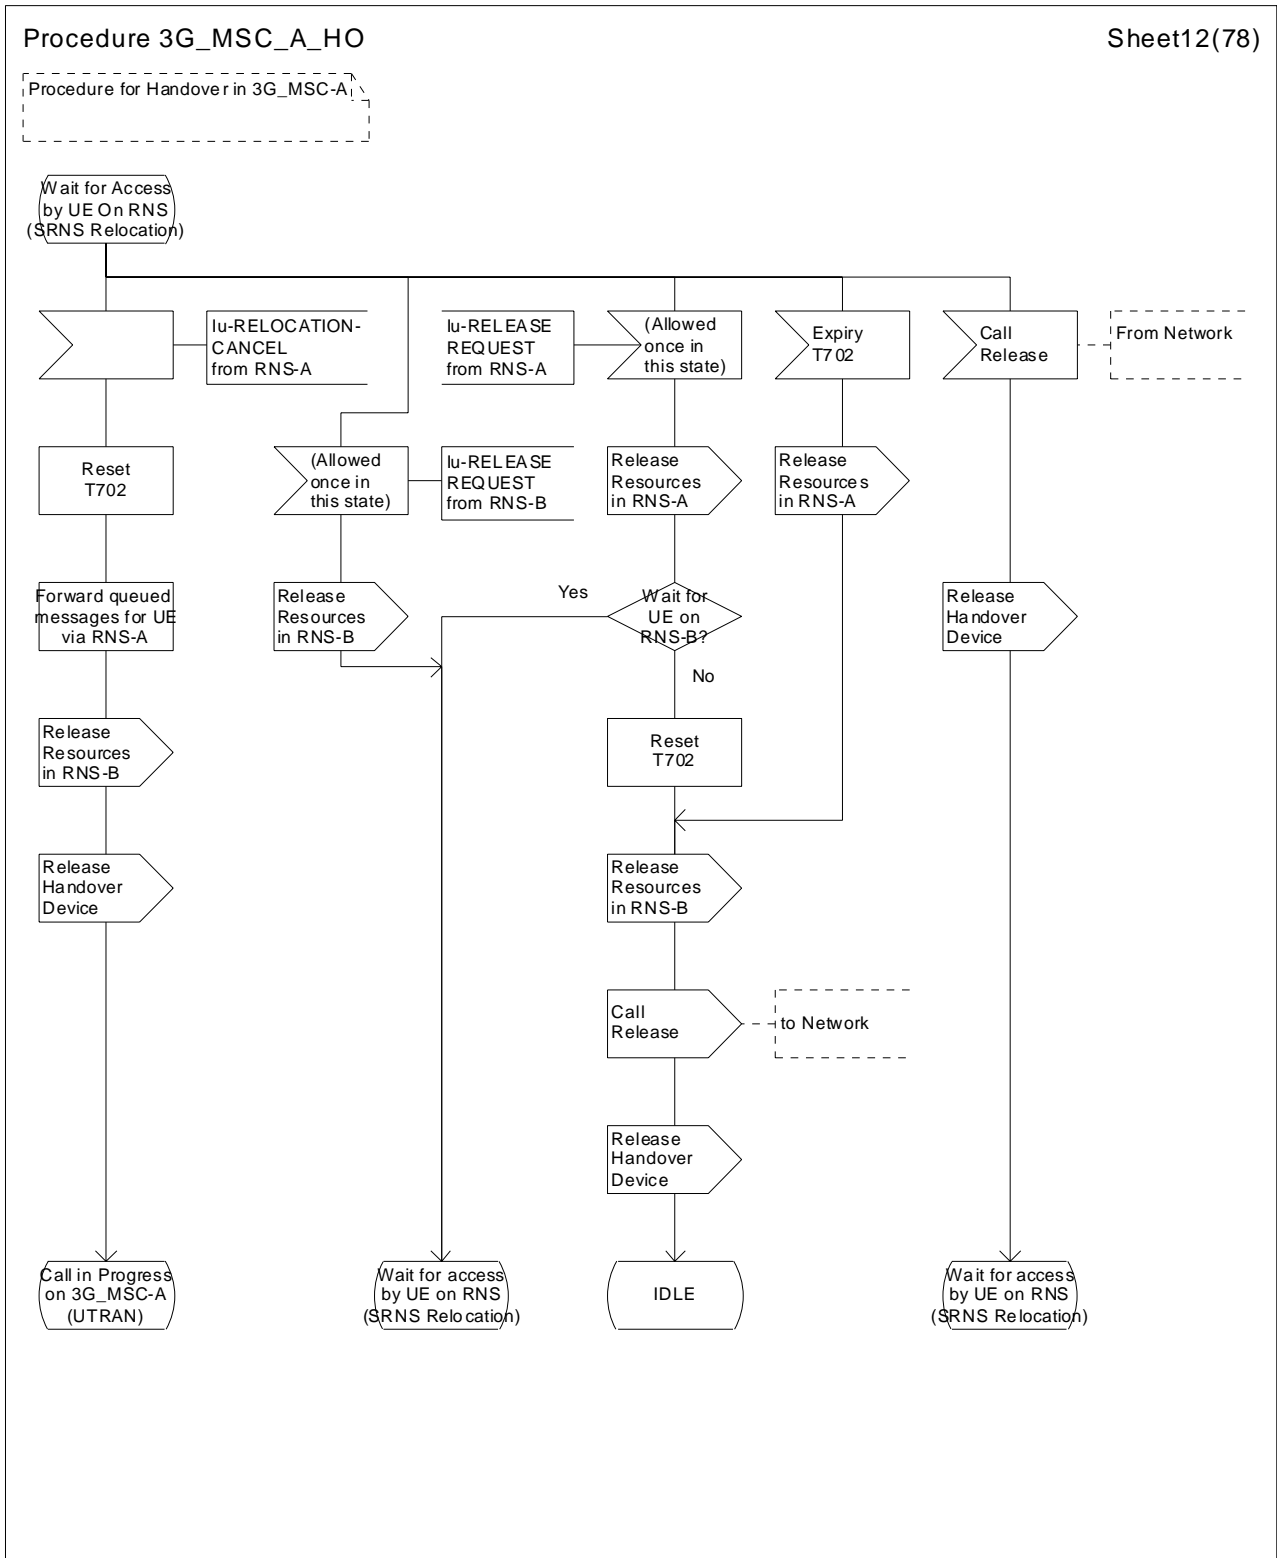 Procedure 3G_MSC_A_HO
Sheet12(78)
Procedure for Handover in 3G_MSC-A
Wait for Access
by UE On RNS
(SRNS Relocation)
Iu-RELOCATION-
CANCEL
from RNS-A
Iu-RELEASE
REQUEST
from RNS-A
(Allowed
once in
this state)
Expiry
T702
Call
Release
From Network
Reset
T702
(Allowed
once in
this state)
Iu-RELEASE
REQUEST
from RNS-B
Release
Resources
in RNS-A
Release
Resources
in RNS-A
Forward queued
messages for UE
via RNS-A
Release
Resources
in RNS-B
Yes
Wait for
UE on
RNS-B?
No
Release
Handover
Device
Release
Resources
in RNS-B
Reset
T702
Release
Handover
Device
Release
Resources
in RNS-B
Call
Release
to Network
Release
Handover
Device
Call in Progress
on 3G_MSC-A
(UTRAN)
Wait for access
by UE on RNS
(SRNS Relocation)
IDLE
Wait for access
by UE on RNS
(SRNS Relocation)